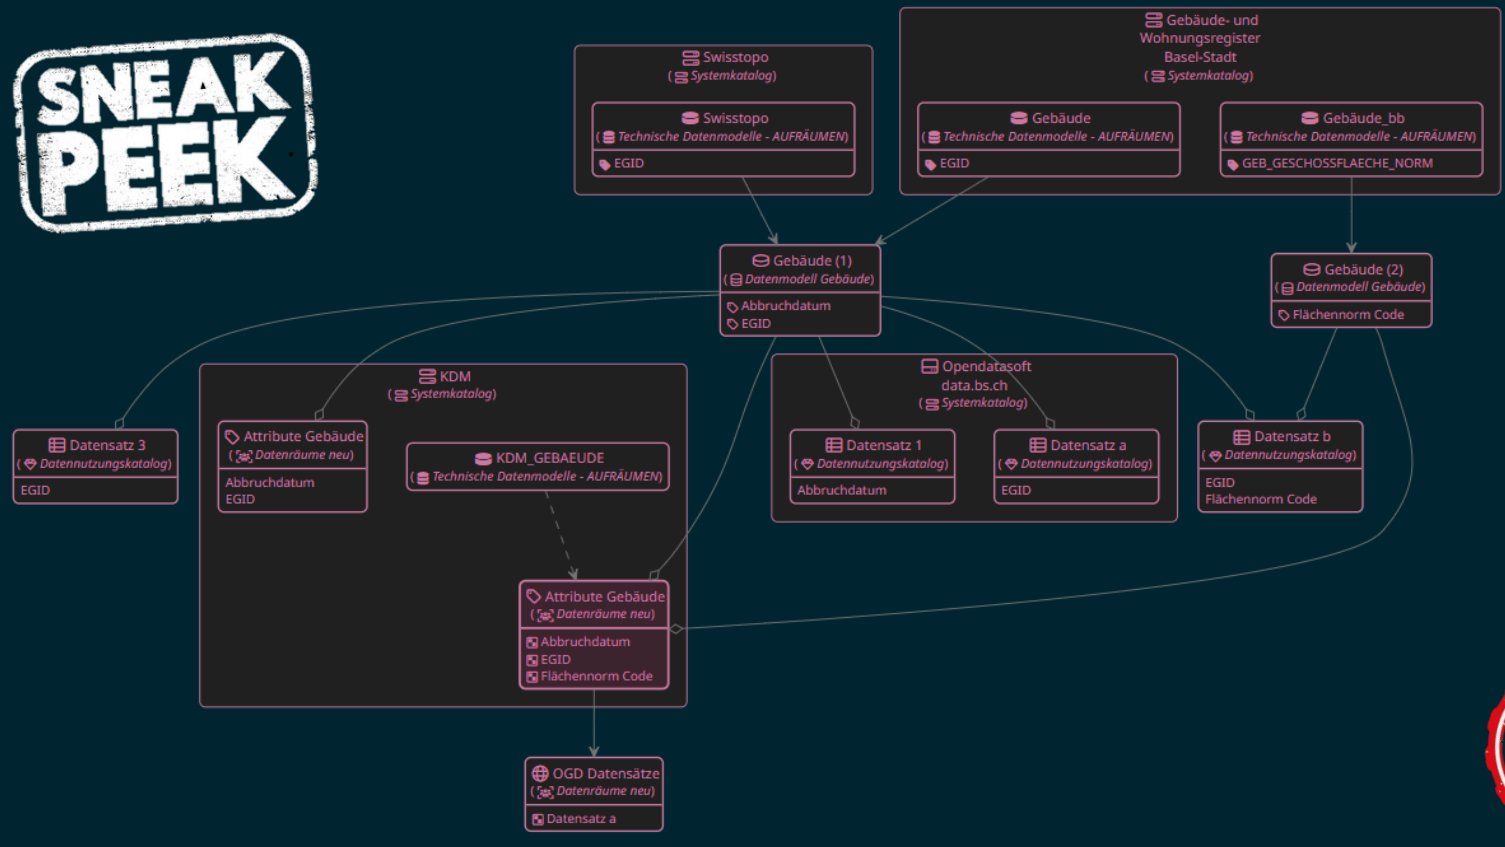 SNEAK
PEEK
Swisstopo
(Systemkatalog)
Swisstopo
(Technische Datenmodelle - AUFRÄUMEN)
EGID
Gebäude- und
Wohnungsregister
Basel-Stadt
(Systemkatalog)
Gebäude
(Technische Datenmodelle - AUFRÄUMEN)
EGID
Gebäude_bb
(Technische Datenmodelle - AUFRÄUMEN)
GEB_GESCHOSSFLAECHE_NORM
Gebäude (1)
(Datenmodell Gebäude)
Abbruchdatum
EGID
Gebäude (2)
(Datenmodell Gebäude)
Flächennorm Code
Datensatz 3
(Datennutzungskatalog)
EGID
KDM
(Systemkatalog)
Attribute Gebäude
(Datenräume neu)
Abbruchdatum
EGID
KDM_GEBAEUDE
(Technische Datenmodelle - AUFRÄUMEN)
Attribute Gebäude
(Datenräume neu)
Abbruchdatum
EGID
Flächennorm Code
Opendatasoft
data.bs.ch
(Systemkatalog)
Datensatz 1
(Datennutzungskatalog)
Abbruchdatum
Datensatz a
(Datennutzungskatalog)
EGID
Datensatz b
(Datennutzungskatalog)
EGID
Flächennorm Code
OGD Datensätze
(Datenräume neu)
Datensatz a